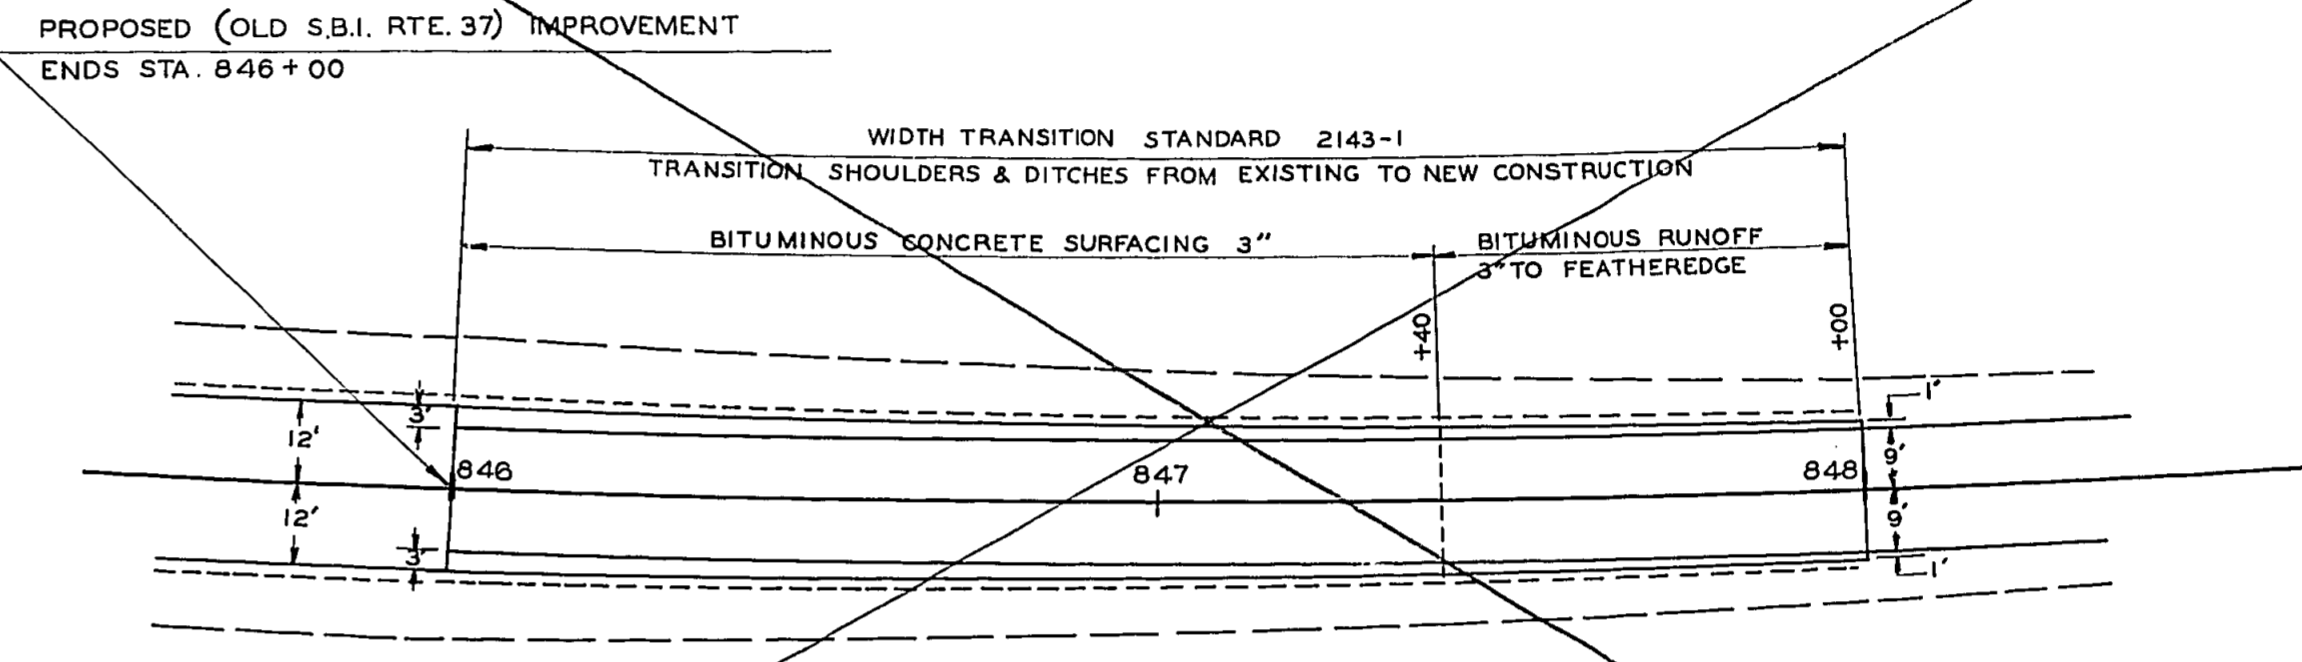 PROPOSED (OLD S.B.I. RTE. 37) IMPROVEMENT
ENDS STA. 846+00
WIDTH TRANSITION STANDARD 2143-1
TRANSITION SHOULDERS & DITCHES FROM EXISTING TO NEW CONSTRUCTION
BITUMINOUS CONCRETE SURFACING 3"
BITUMINOUS RUNOFF
3" TO FEATHEREDGE
+40
+00
3'
1'
12'
9'
846
847
848
12'
9'
3'
1'